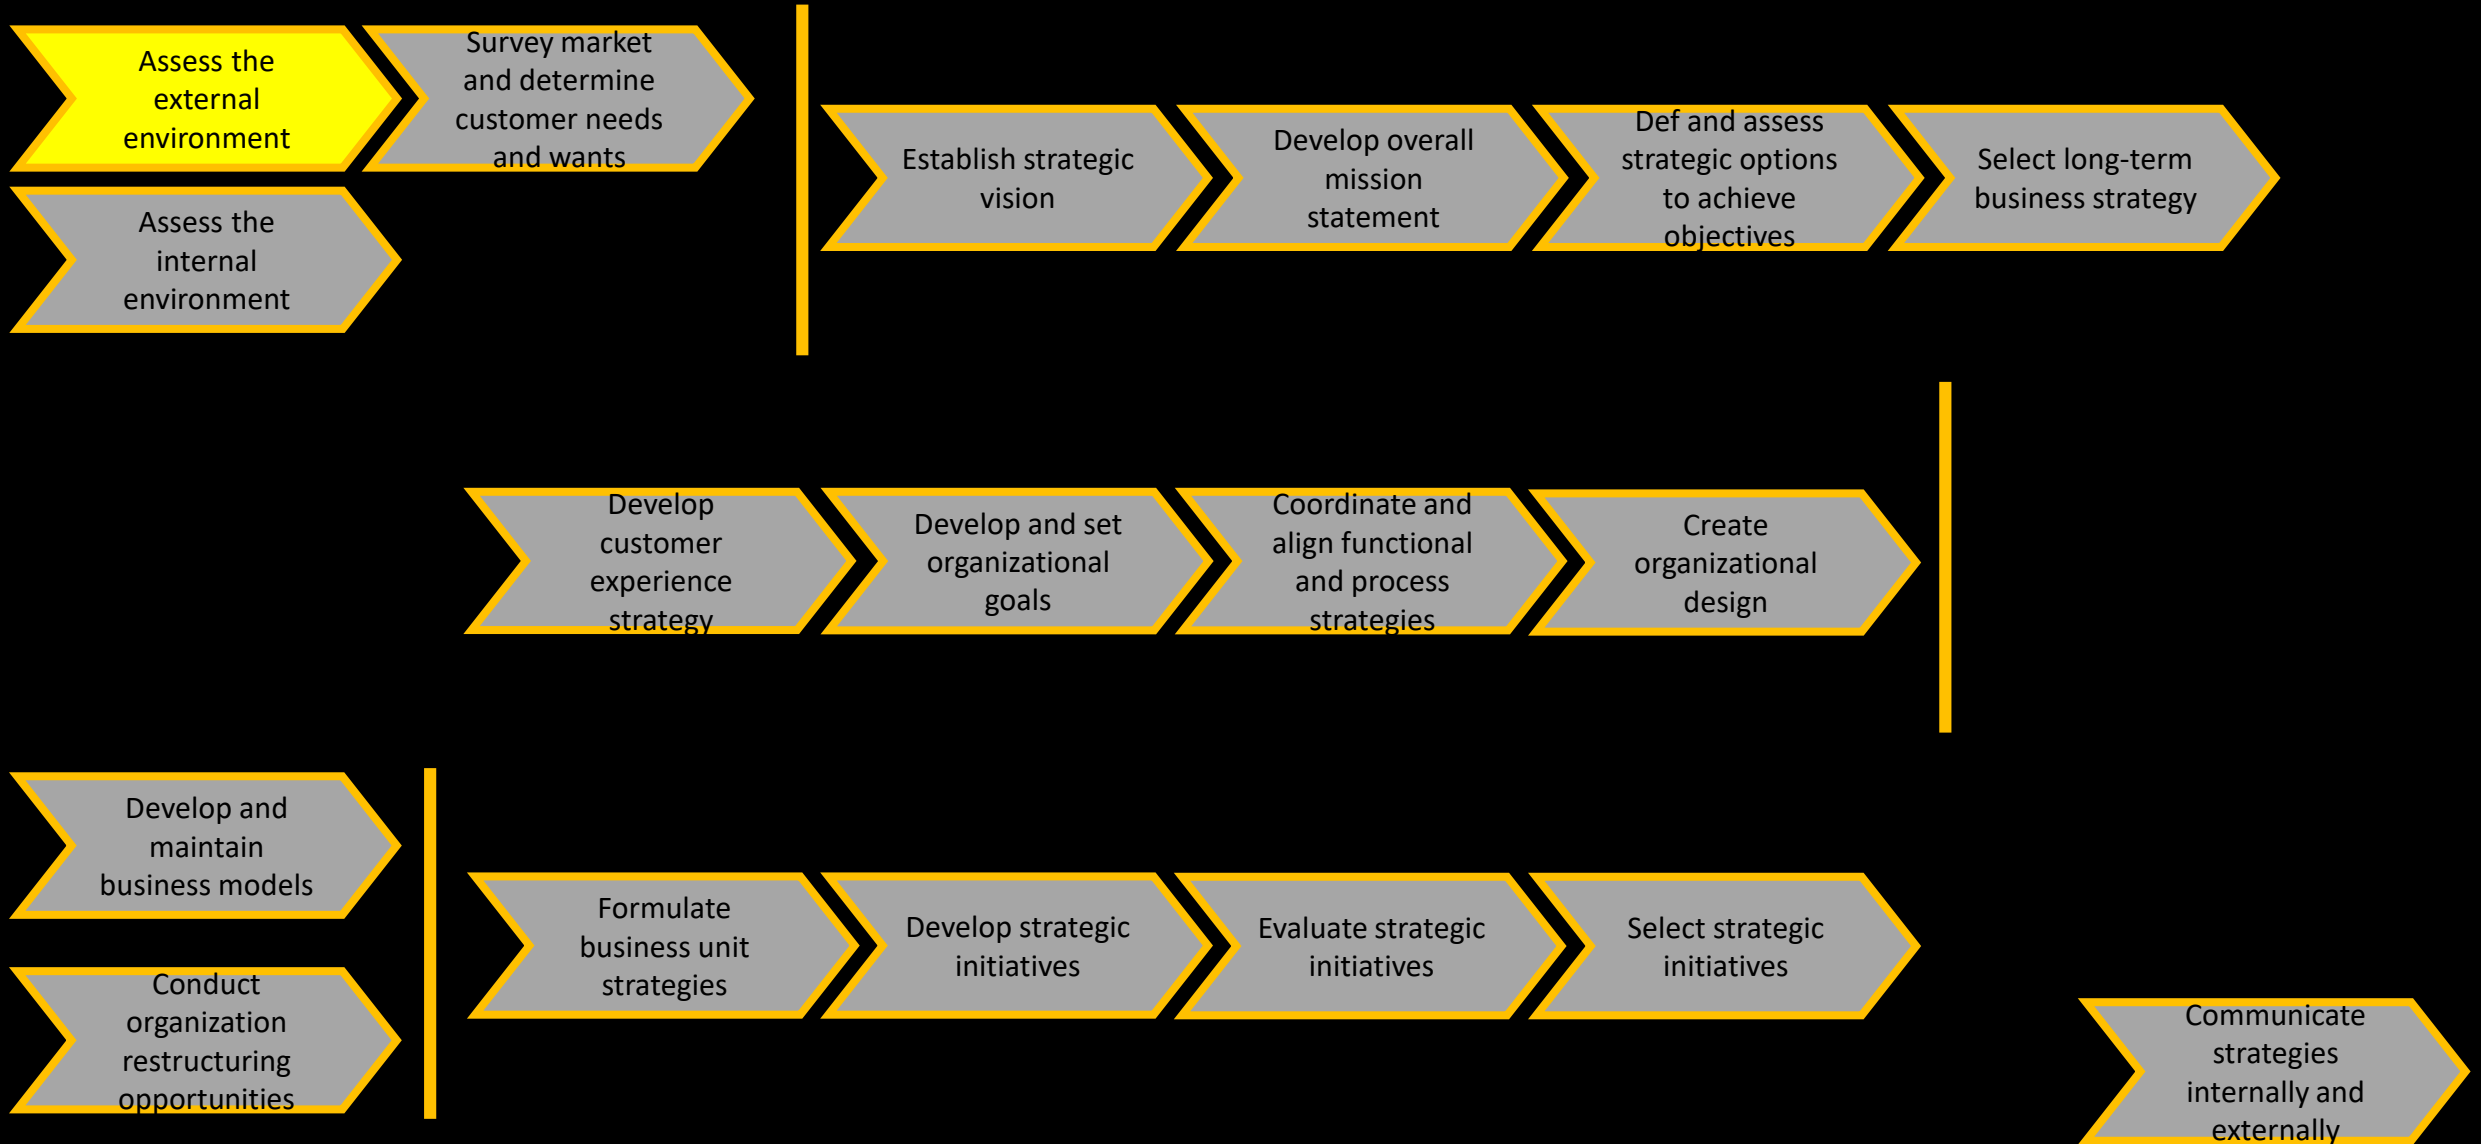 Assess the
external
environment
Survey market
and determine
customer needs
and wants
Assess the
internal
environment
Establish strategic
vision
Develop overall
mission
statement
Def and assess
strategic options
to achieve
objectives
Select long-term
business strategy
Develop
customer
experience
strategy
Develop and set
organizational
goals
Coordinate and
align functional
and process
strategies
Create
organizational
design
Develop and
maintain
business models
Conduct
organization
restructuring
opportunities
Formulate
business unit
strategies
Develop strategic
initiatives
Evaluate strategic
initiatives
Select strategic
initiatives
Communicate
strategies
internally and
externally